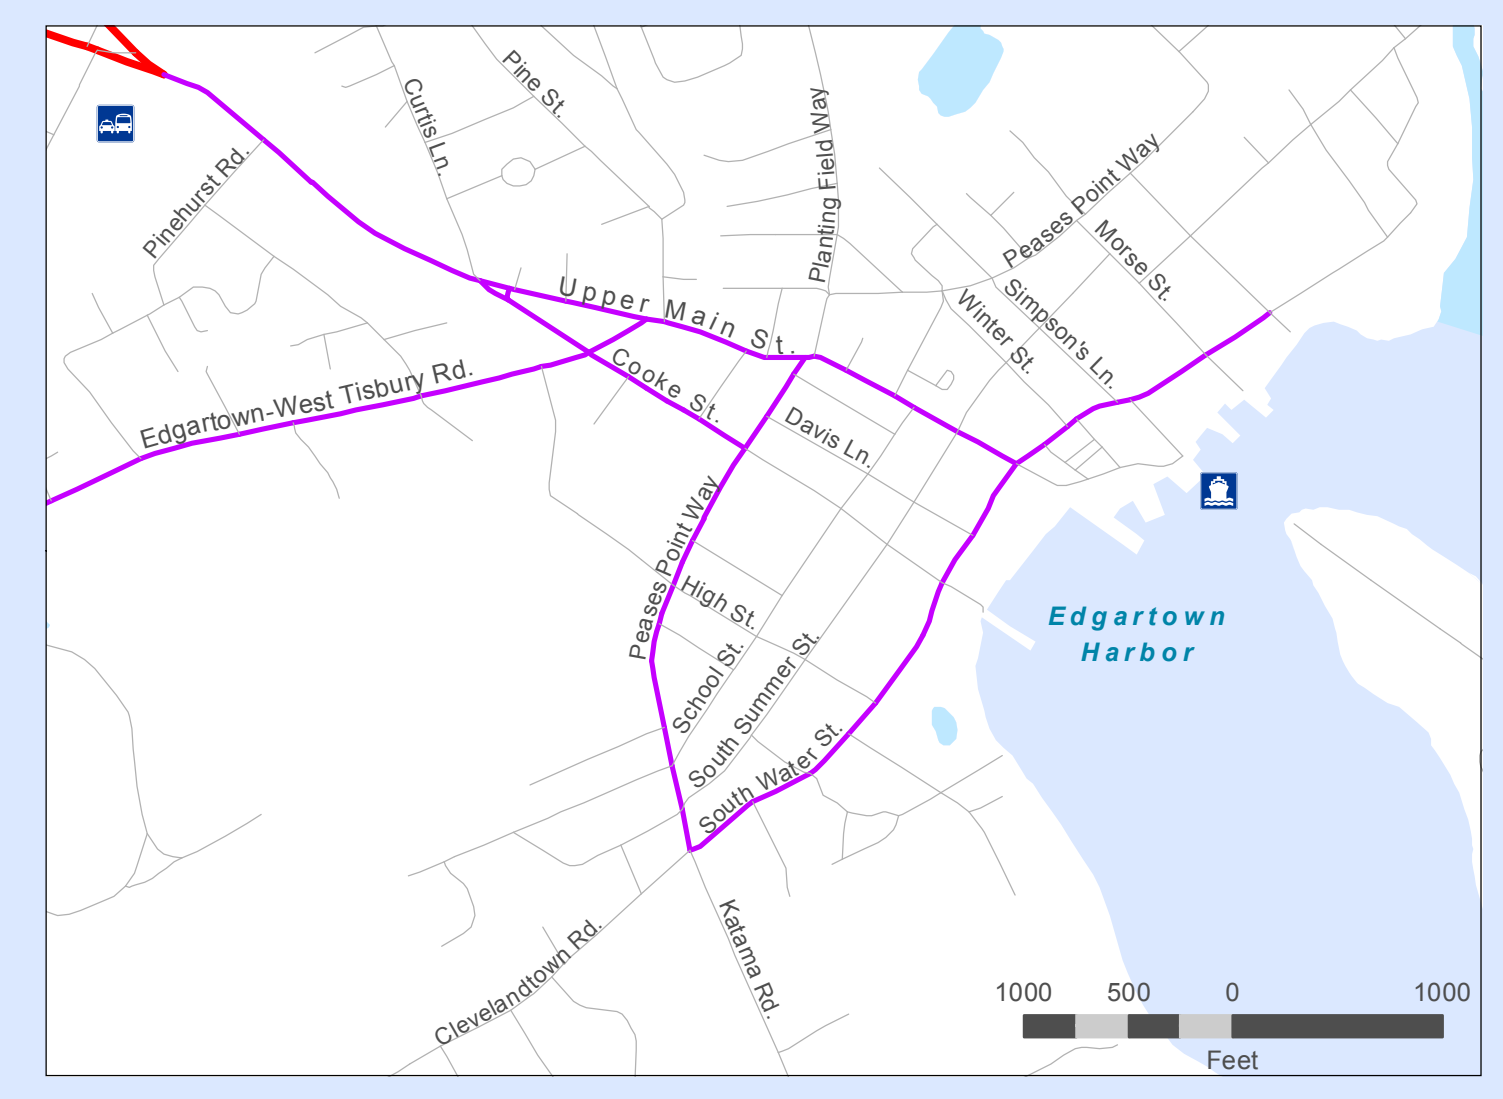 Pine St.
Curtis Ln.
Planting Field Way
Pinehurst Rd.
Peases Point Way
Morse St.
Upper Main St.
Simpson's Ln.
Winter St.
Cooke St.
Edgartown-West Tisbury Rd.
Davis Ln.
Peases Point Way
High St.
Edgartown
Harbor
School St.
South Summer St.
South Water St.
Katama Rd.
Clevelandtown Rd.
1000 500 0 1000
Feet